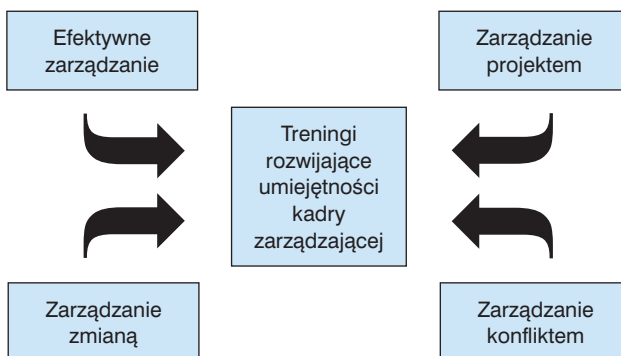 Efektywne
zarządzanie
Zarządzanie
projektem
Treningi
rozwijające
umiejętności
kadry
zarządzającej
Zarządzanie
zmianą
Zarządzanie
konfliktem